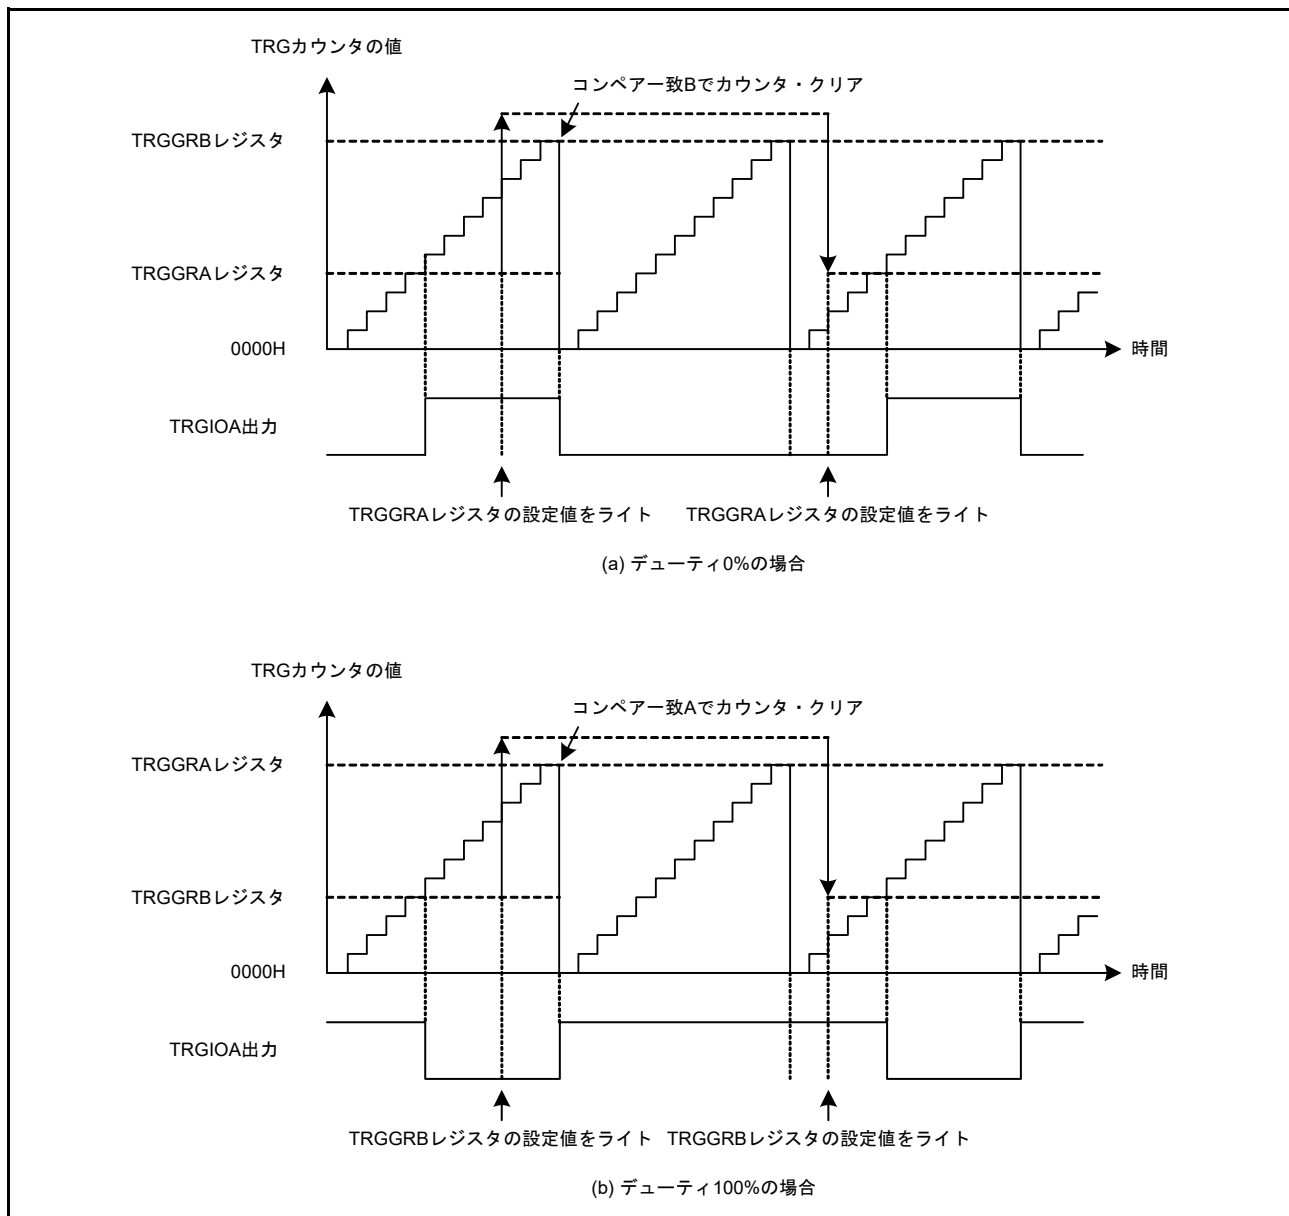 TRGカウンタの値
コンペア一致Bでカウンタ・クリア
TRGGRBレジスタ
TRGGRAレジスタ
0000H
時間
TRGIOA出力
TRGGRAレジスタの設定値をライト
TRGGRAレジスタの設定値をライト
(a) デューティ0%の場合
TRGカウンタの値
コンペア一致Aでカウンタ・クリア
TRGGRAレジスタ
TRGGRBレジスタ
0000H
時間
TRGIOA出力
TRGGRBレジスタの設定値をライト
TRGGRBレジスタの設定値をライト
(b) デューティ100%の場合